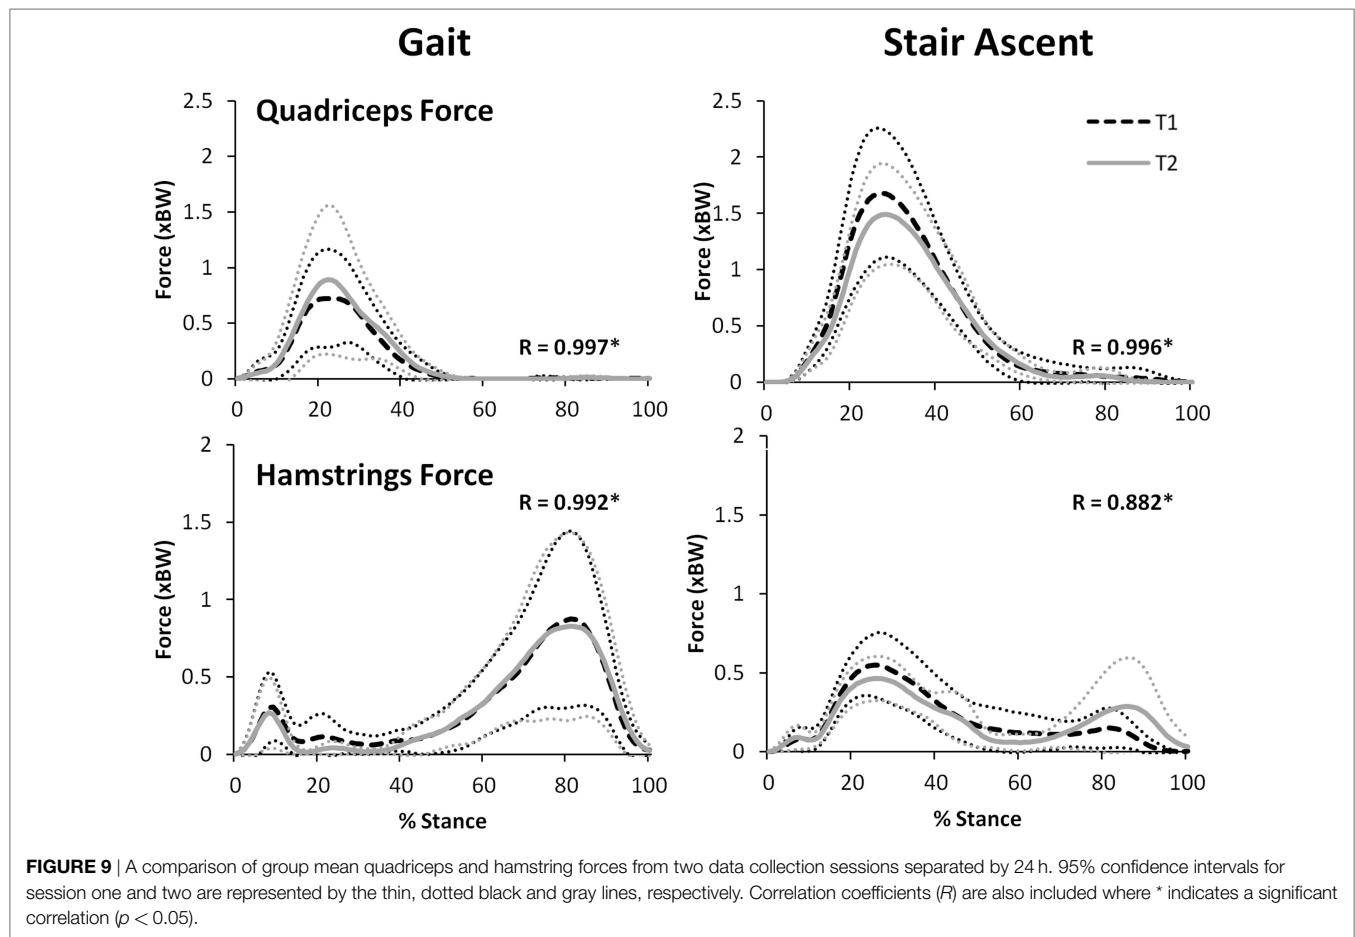 Gait
Stair Ascent
Quadriceps Force
2.5
2
1.5
1
0.5
0
Force (xBW)
R = 0.997*
0 20 40 60 80 100
2.5
2
1.5
1
0.5
0
Force (xBW)
T1
T2
R = 0.996*
0 20 40 60 80 100
Hamstrings Force
2
1.5
1
0.5
0
Force (xBW)
R = 0.992*
0 20 40 60 80 100
% Stance
2
1.5
1
0.5
0
Force (xBW)
R = 0.882*
0 20 40 60 80 100
% Stance
FIGURE 9 | A comparison of group mean quadriceps and hamstring forces from two data collection sessions separated by 24 h. 95% confidence intervals for
session one and two are represented by the thin, dotted black and gray lines, respectively. Correlation coefficients (R) are also included where * indicates a significant
correlation (p < 0.05).